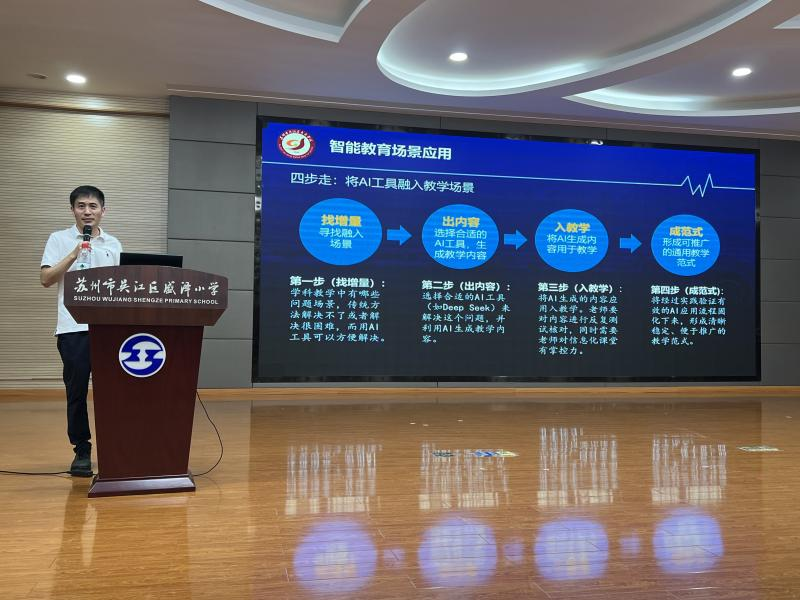 智能教育场景应用
四步走：将AI工具融入教学场景
找增量
寻找融入
场景
出内容
选择合适的
AI工具，生
成教学内容
入教学
将AI生成内
容用于教学
成范式
形成可推广
的通用教学
范式
第一步（找增量）：
学科教学中有哪些
问题场景，传统方
法解决不了或者解
决很困难，而用AI
工具可以方便解决。
第二步（出内容）：
选择合适的AI工具
（如Deep Seek）来
解决这个问题，并
利用AI生成教学内
容。
第三步（入教学）：
将AI生成的内容应
用入教学。老师要
对内容进行反复测
试核对，同时需要
老师对信息化课堂
有掌控力。
第四步（成范式）：
将经过实践验证有
效的AI应用流程固
化下来，形成清晰
稳定、便于推广的
教学范式。
苏州市吴江区盛泽小学
SUZHOU WUJIANG SHENGZE PRIMARY SCHOOL